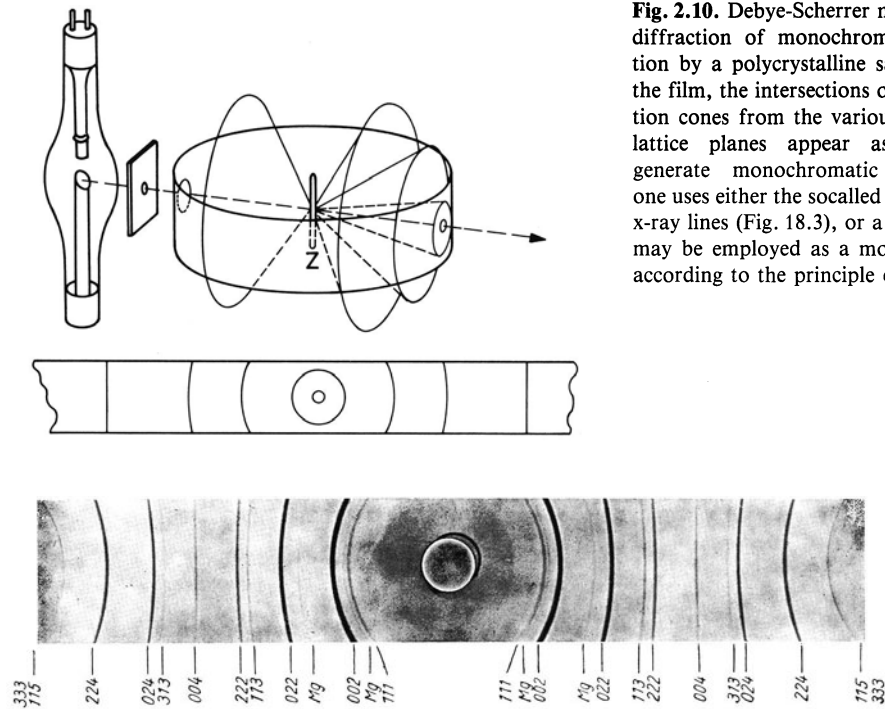 Fig. 2.10. Debye-Scherrer
diffraction of monochrom
tion by a polycrystalline sa
the film, the intersections
tion cones from the variou
lattice planes appear as
generate monochromatic
one uses either the socalled
x-ray lines (Fig. 18.3), or a
may be employed as a mo
according to the principle
Z
333
115
224
024
313
004
222
113
022
Mg
002
Mg
111
111
Mg
002
Mg
022
113
222
004
313
024
224
115
333